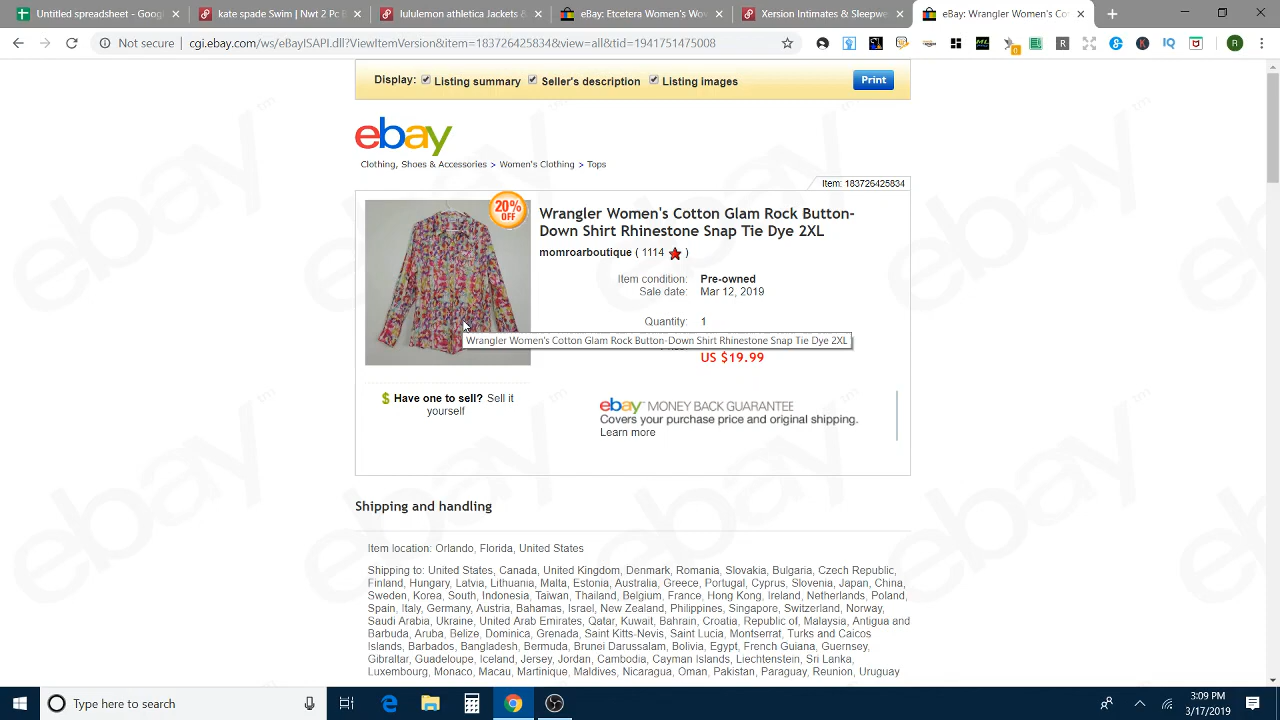 Untitled spreadsheet - Goog
kate spade Swim | Nwt 2 Pc B
lululemon athletica Jackets &
eBay: Etcetera Women's Wov
Xersion Intimates & Sleepwe
eBay: Wrangler Women's Co
Not secure | cgi.ebay.com/ws/eBayISAPI.dll?ViewItemVersion&item=183726425834&view=all&tid=1941751475008
Display: Listing summary Seller's description Listing images Print
ebay
Clothing, Shoes & Accessories > Women's Clothing > Tops
Item: 183726425834
20% OFF
Wrangler Women's Cotton Glam Rock Button-
Down Shirt Rhinestone Snap Tie Dye 2XL
momroarboutique ( 1114 )
Item condition: Pre-owned
Sale date: Mar 12, 2019
Quantity: 1
Wrangler Women's Cotton Glam Rock Button-Down Shirt Rhinestone Snap Tie Dye 2XL
US $19.99
$ Have one to sell? Sell it
yourself
ebay MONEY BACK GUARANTEE
Covers your purchase price and original shipping.
Learn more
Shipping and handling
Item location: Orlando, Florida, United States
Shipping to: United States, Canada, United Kingdom, Denmark, Romania, Slovakia, Bulgaria, Czech Republic,
Finland, Hungary, Latvia, Lithuania, Malta, Estonia, Australia, Greece, Portugal, Cyprus, Slovenia, Japan, China,
Sweden, Korea, South, Indonesia, Taiwan, Thailand, Belgium, France, Hong Kong, Ireland, Netherlands, Poland,
Spain, Italy, Germany, Austria, Bahamas, Israel, New Zealand, Philippines, Singapore, Switzerland, Norway,
Saudi Arabia, Ukraine, United Arab Emirates, Qatar, Kuwait, Bahrain, Croatia, Republic of, Malaysia, Antigua and
Barbuda, Aruba, Belize, Dominica, Grenada, Saint Kitts-Nevis, Saint Lucia, Montserrat, Turks and Caicos
Islands, Barbados, Bangladesh, Bermuda, Brunei Darussalam, Bolivia, Egypt, French Guiana, Guernsey,
Gibraltar, Guadeloupe, Iceland, Jersey, Jordan, Cambodia, Cayman Islands, Liechtenstein, Sri Lanka,
Luxembourg, Monaco, Macau, Martinique, Maldives, Nicaragua, Oman, Pakistan, Paraguay, Reunion, Uruguay
Type here to search
3:09 PM
3/17/2019